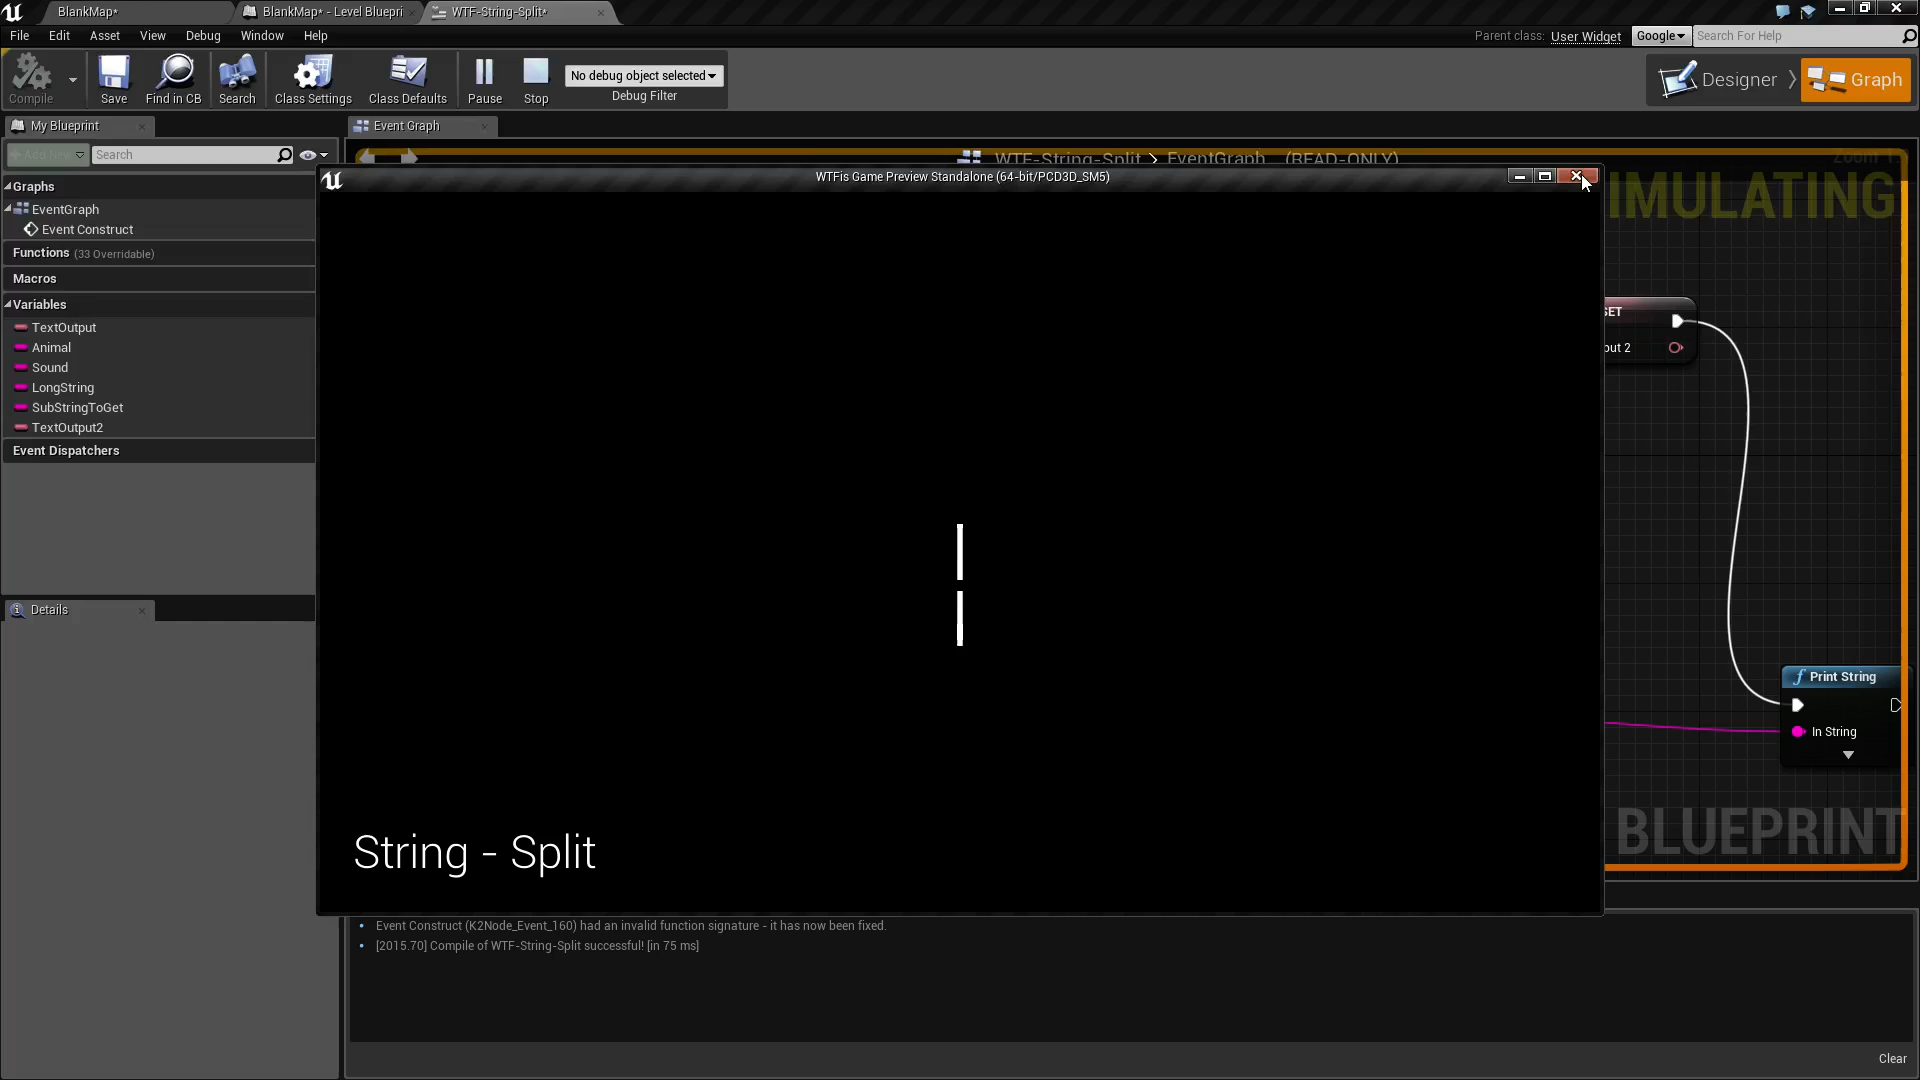 BlankMap*
BlankMap* - Level Bluepri
WTF-String-Split*
File Edit Asset View Debug Window Help
Parent class: User Widget Google Search For Help
Compile
Save
Find in CB
Search
Class Settings
Class Defaults
Pause
Stop
No debug object selected
Debug Filter
Designer
Graph
My Blueprint
Event Graph
Add New
Search
WTF-String-Split > EventGraph (READ-ONLY)
Graphs
WTFis Game Preview Standalone (64-bit/PCD3D_SM5)
IMULATING
EventGraph
Event Construct
Functions (33 Overridable)
Macros
Variables
TextOutput
Animal
Sound
LongString
SubStringToGet
TextOutput2
Event Dispatchers
SET
out 2
Details
Print String
In String
BLUEPRINT
String - Split
Event Construct (K2Node_Event_160) had an invalid function signature - it has now been fixed.
[2015.70] Compile of WTF-String-Split successful! [in 75 ms]
Clear